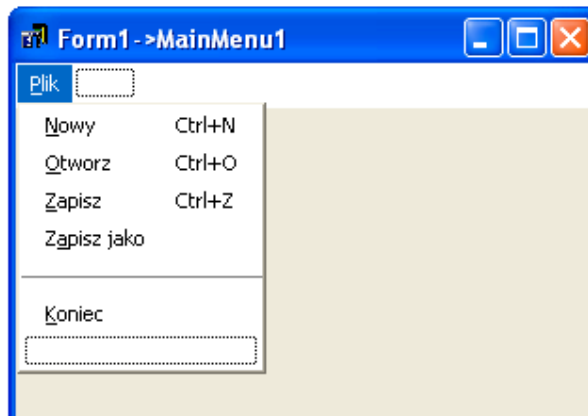 Form1->MainMenu1
Plik
Nowy Ctrl+N
Otworz Ctrl+O
Zapisz Ctrl+Z
Zapisz jako
Koniec